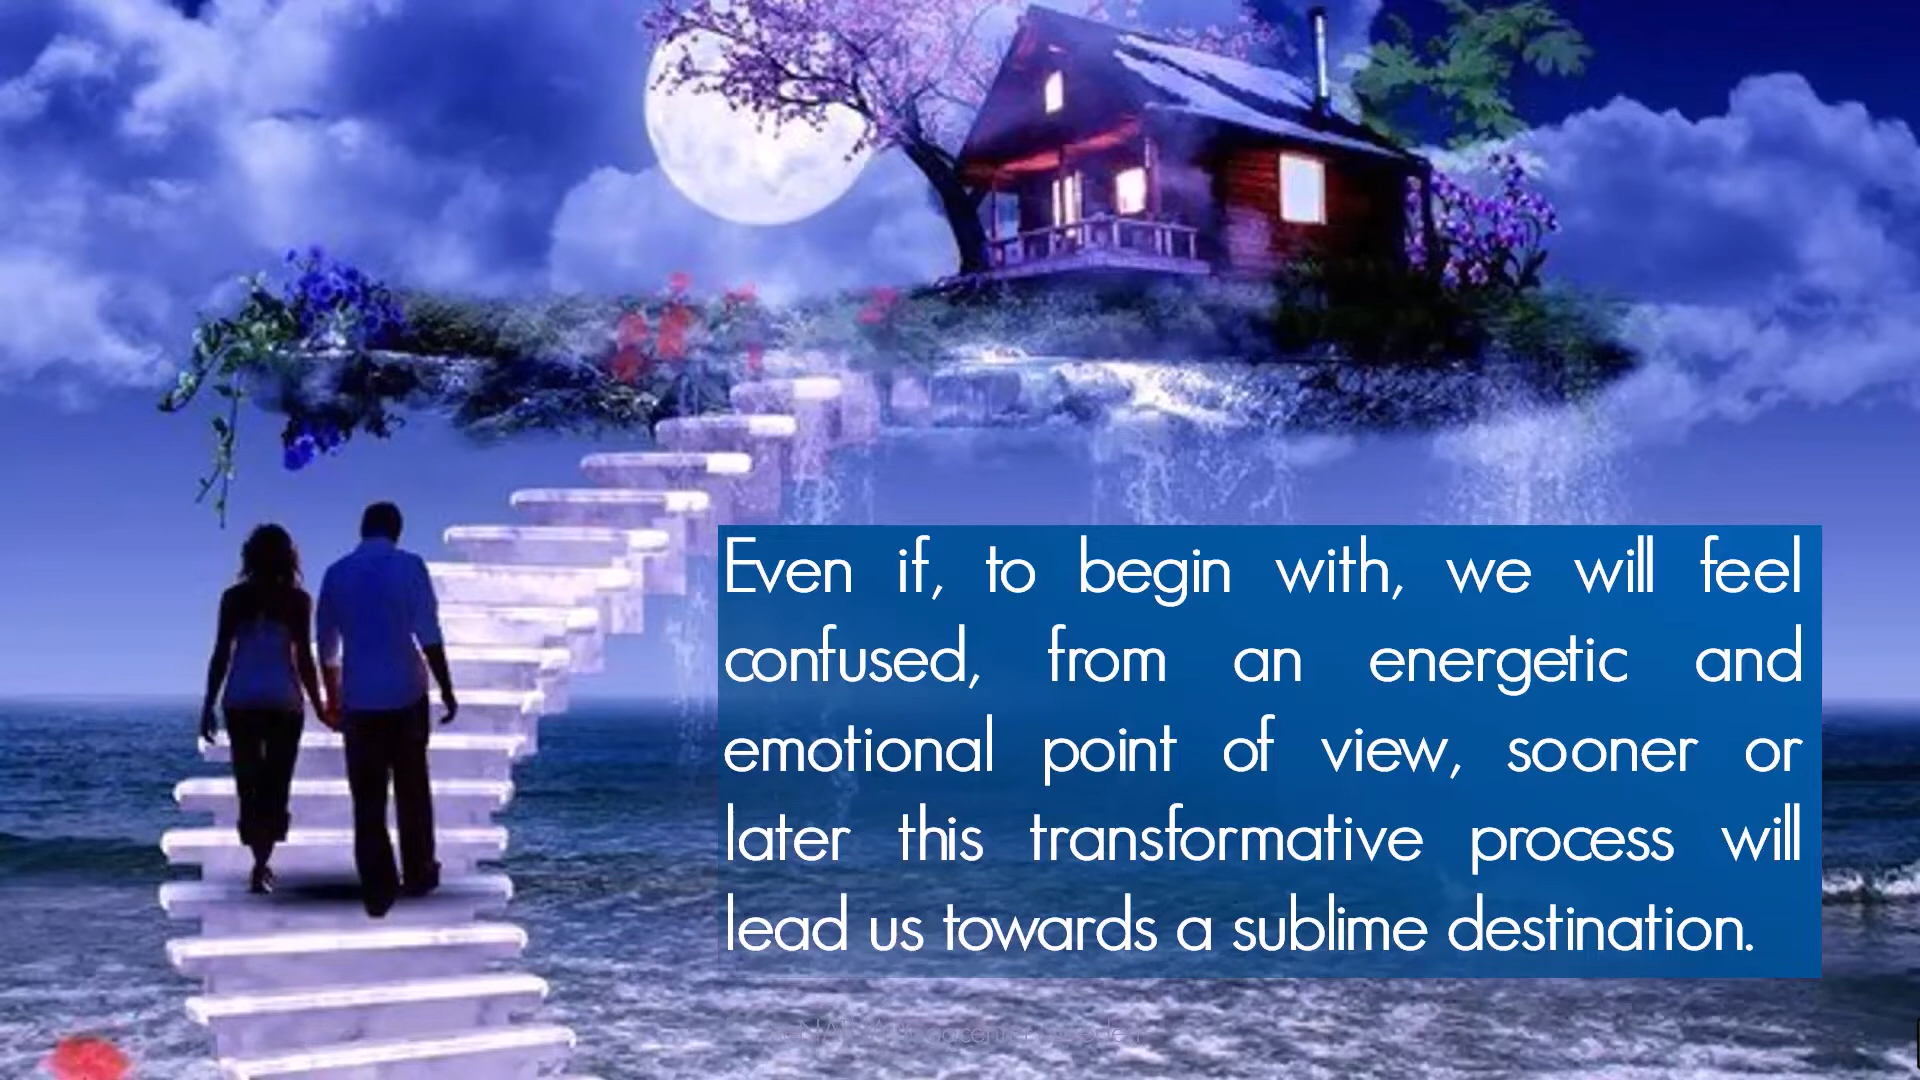 Even if, to begin with, we will feel
confused, from an energetic and
emotional point of view, sooner or
later this transformative process will
lead us towards a sublime destination.